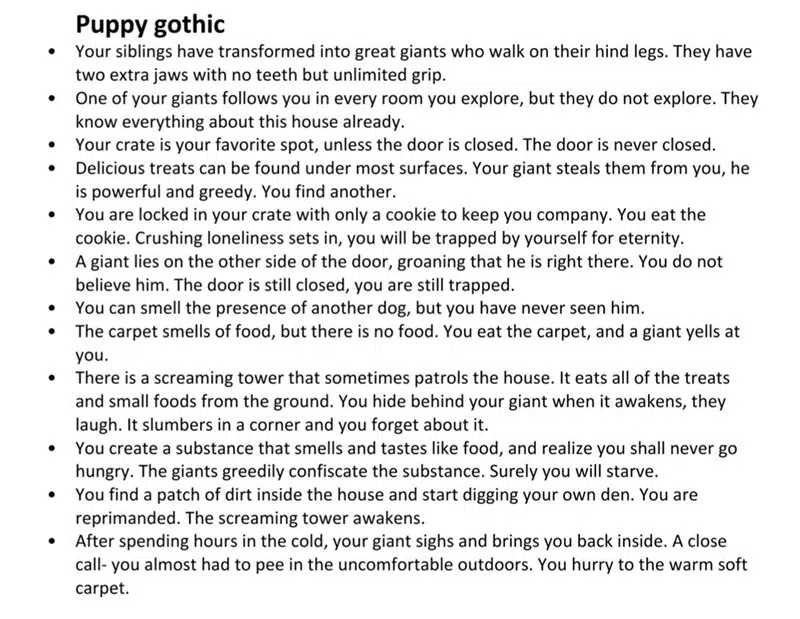 Puppy gothic
• Your siblings have transformed into great giants who walk on their hind legs. They have
two extra jaws with no teeth but unlimited grip.
• One of your giants follows you in every room you explore, but they do not explore. They
know everything about this house already.
• Your crate is your favorite spot, unless the door is closed. The door is never closed.
• Delicious treats can be found under most surfaces. Your giant steals them from you, he
is powerful and greedy. You find another.
• You are locked in your crate with only a cookie to keep you company. You eat the
cookie. Crushing loneliness sets in, you will be trapped by yourself for eternity.
• A giant lies on the other side of the door, groaning that he is right there. You do not
believe him. The door is still closed, you are still trapped.
• You can smell the presence of another dog, but you have never seen him.
• The carpet smells of food, but there is no food. You eat the carpet, and a giant yells at
you.
• There is a screaming tower that sometimes patrols the house. It eats all of the treats
and small foods from the ground. You hide behind your giant when it awakens, they
laugh. It slumbers in a corner and you forget about it.
• You create a substance that smells and tastes like food, and realize you shall never go
hungry. The giants greedily confiscate the substance. Surely you will starve.
• You find a patch of dirt inside the house and start digging your own den. You are
reprimanded. The screaming tower awakens.
• After spending hours in the cold, your giant sighs and brings you back inside. A close
call- you almost had to pee in the uncomfortable outdoors. You hurry to the warm soft
carpet.